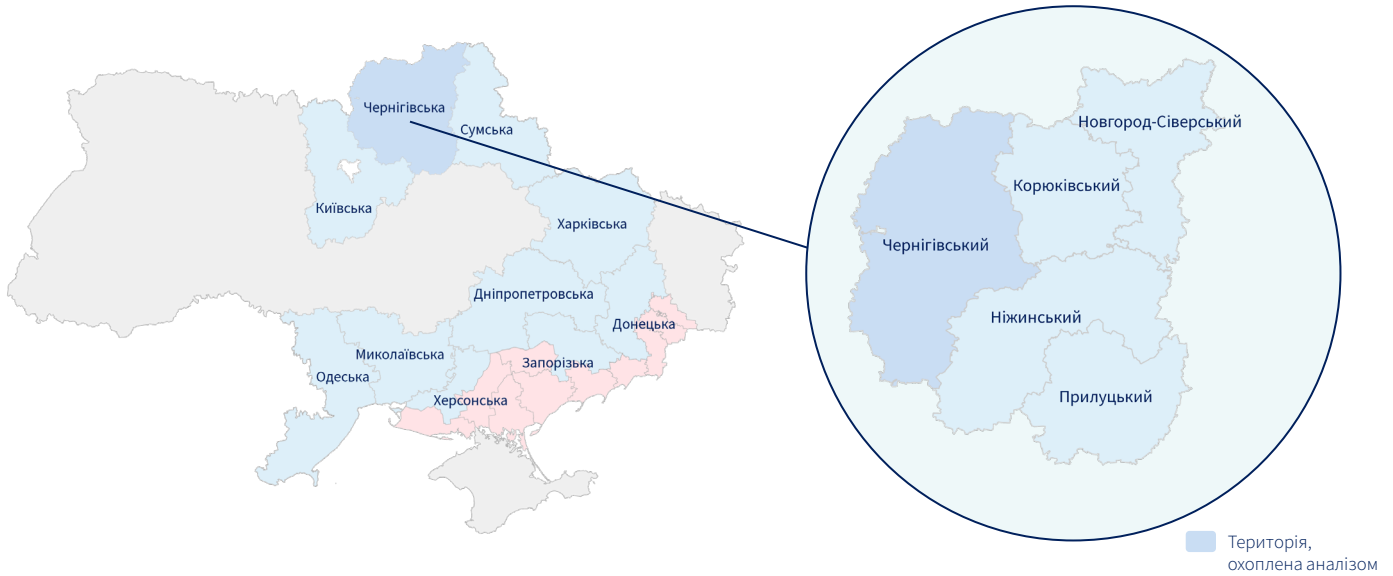 Чернігівська
Сумська
Київська
Харківська
Дніпропетровська
Донецька
Миколаївська
Запорізька
Одеська
Херсонська
Новгород-Сіверський
Корюківський
Чернігівський
Ніжинський
Прилуцький
Територія,
охоплена аналізом